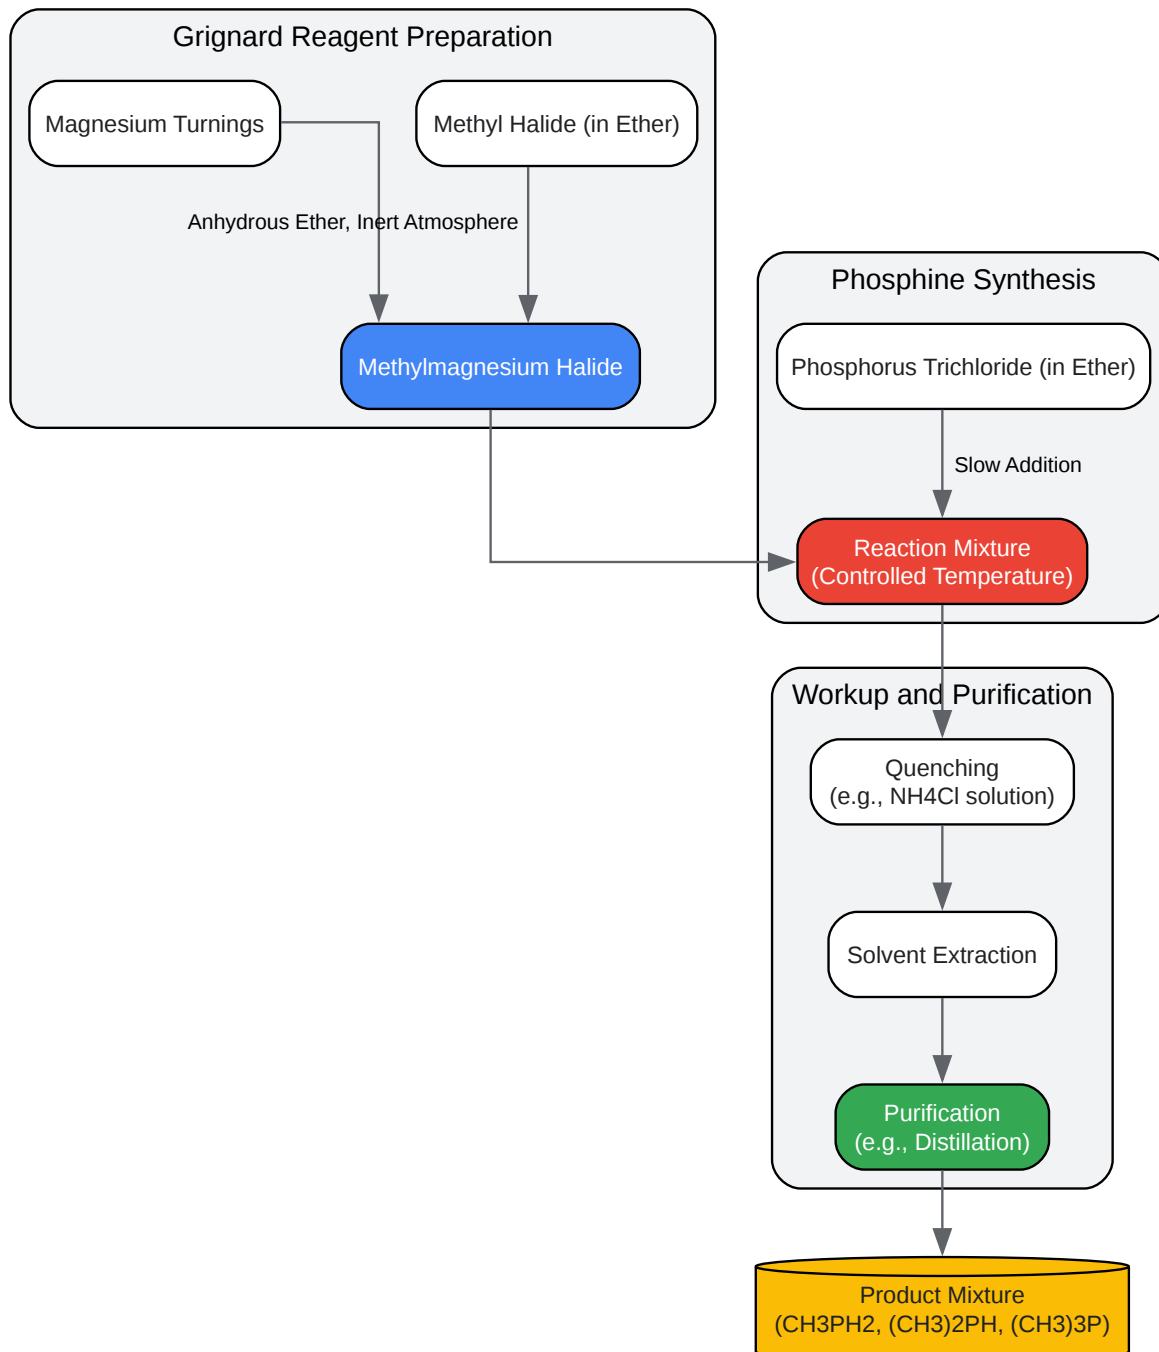 Grignard Reagent Preparation
Magnesium Turnings
Methyl Halide (in Ether)
Anhydrous Ether, Inert Atmosphere
Methylmagnesium Halide
Phosphine Synthesis
Phosphorus Trichloride (in Ether)
Slow Addition
Reaction Mixture
(Controlled Temperature)
Workup and Purification
Quenching
(e.g., NH4Cl solution)
Solvent Extraction
Purification
(e.g., Distillation)
Product Mixture
(CH3PH2, (CH3)2PH, (CH3)3P)